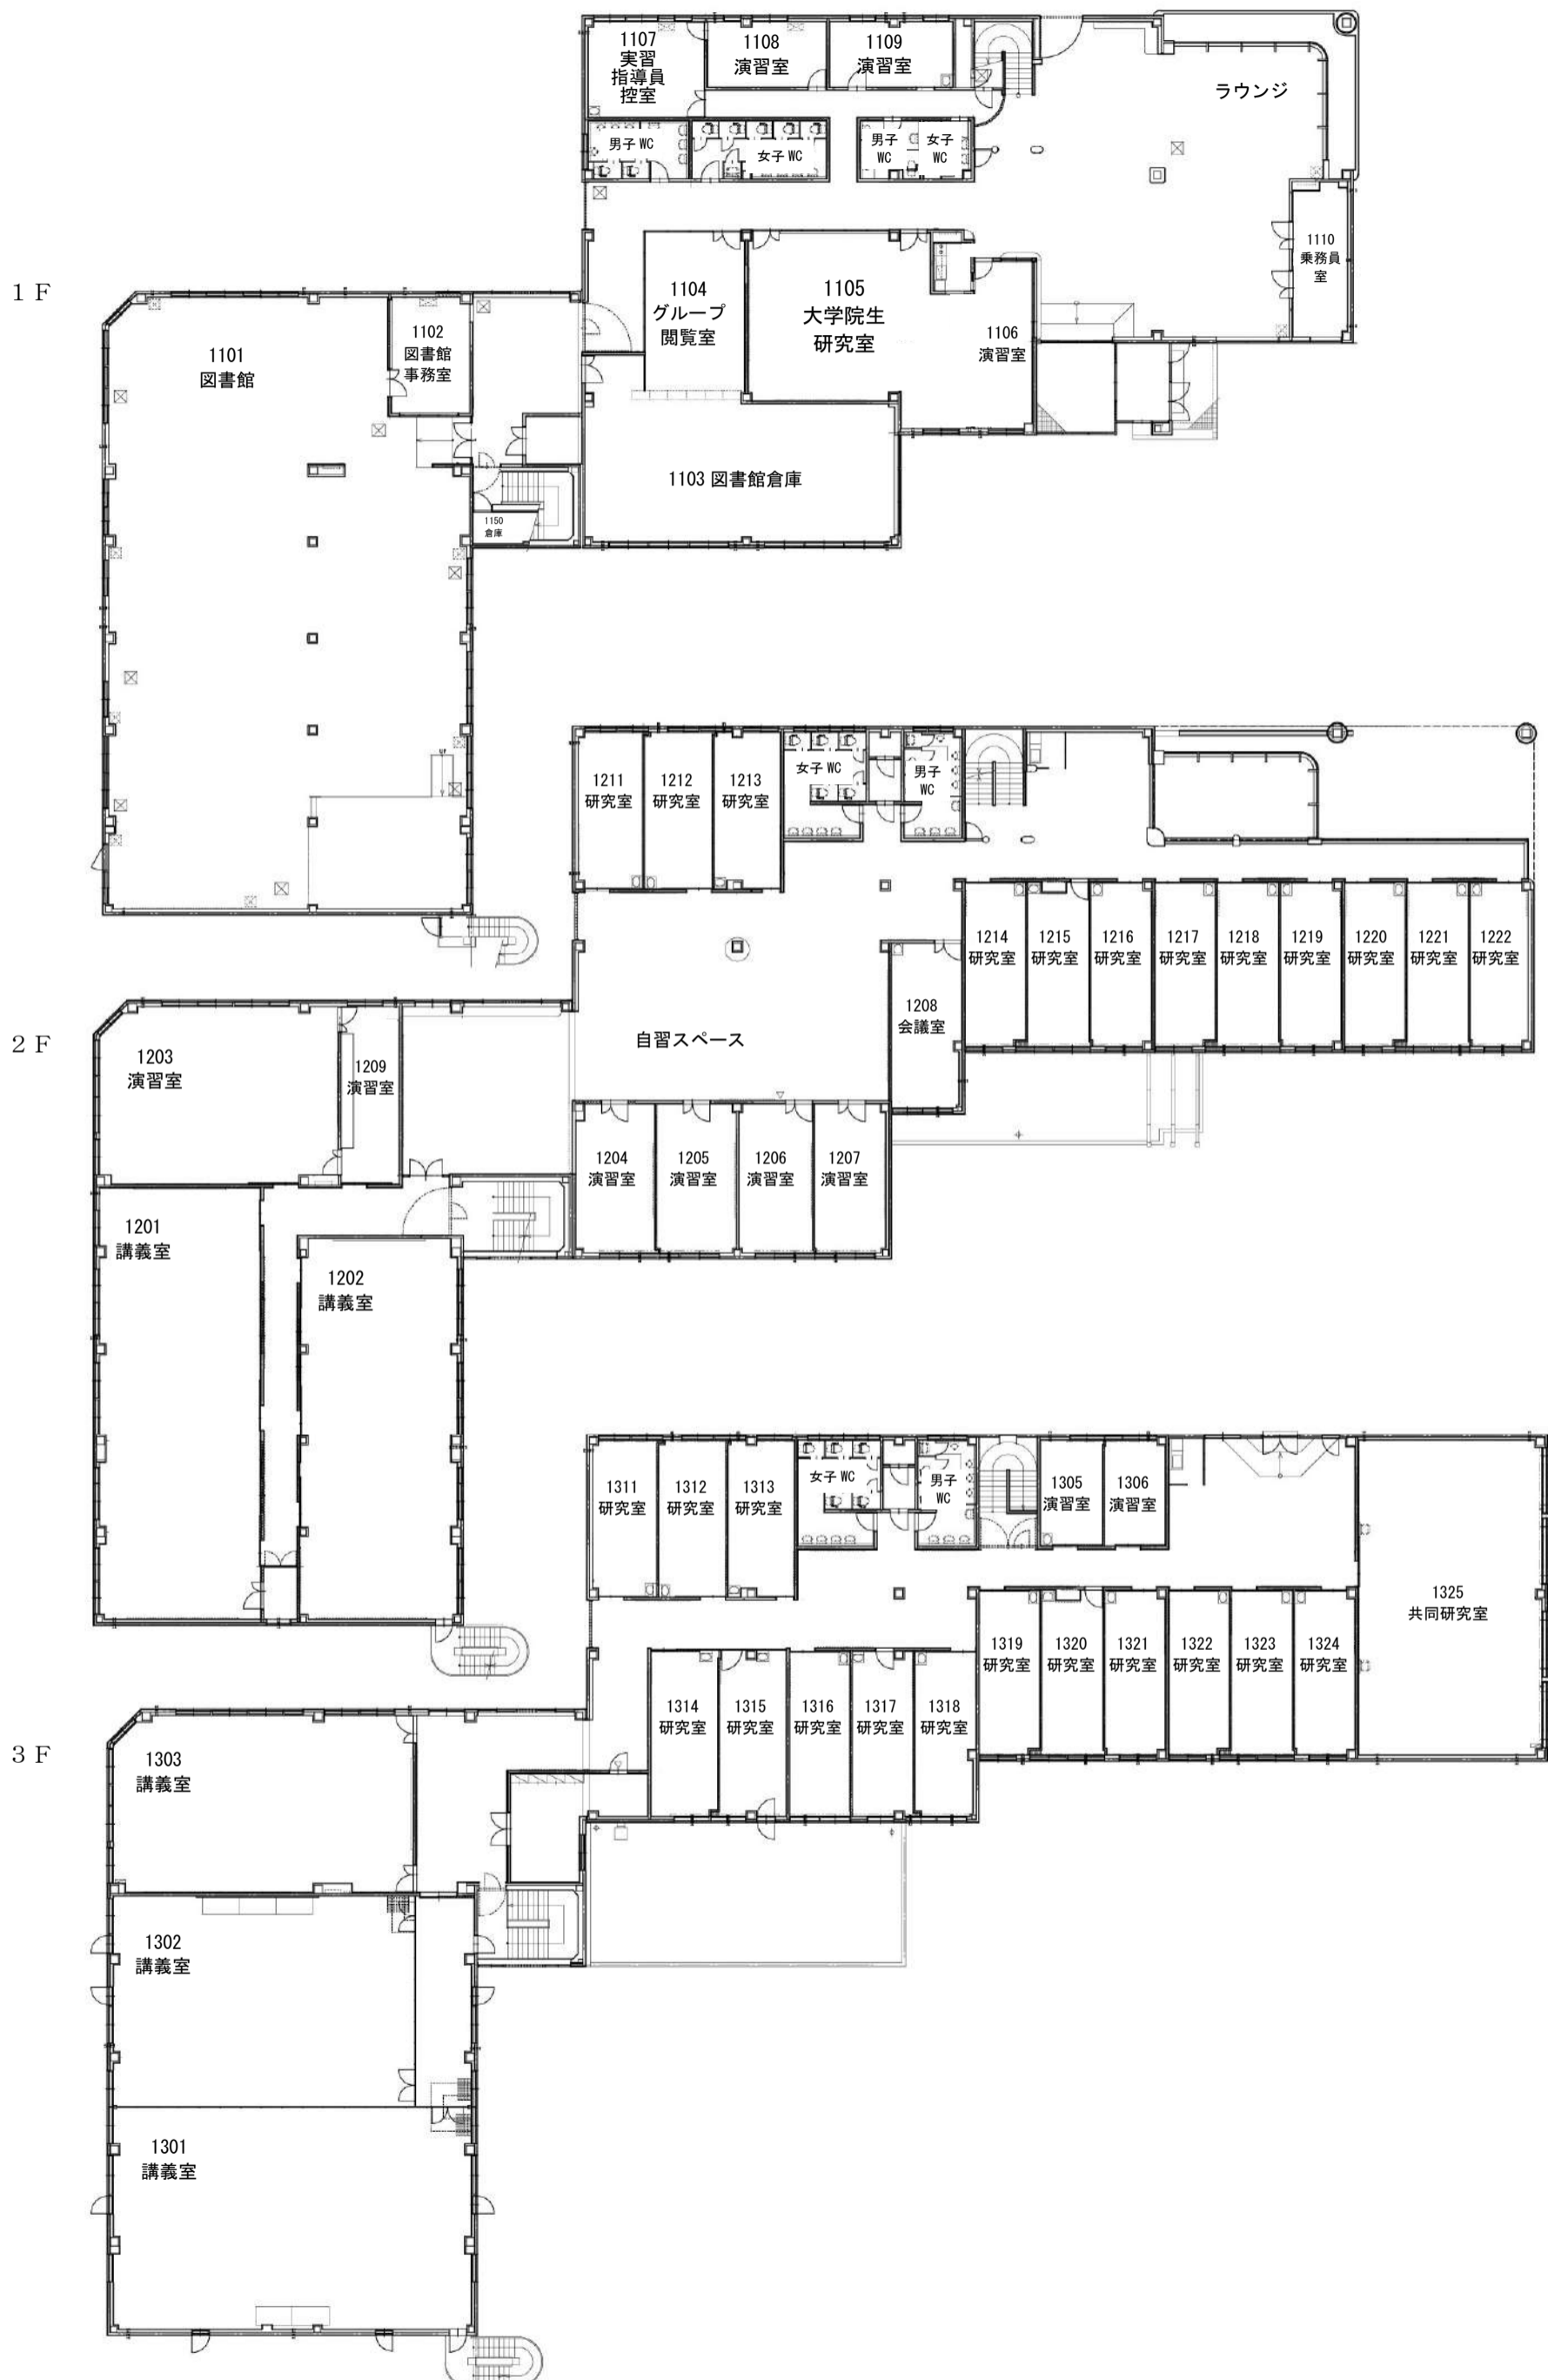 1F
1107
実習
指導員
控室
1108
演習室
1109
演習室
ラウンジ
男子 WC
女子 WC
男子
WC
女子
WC
1110
乗務員
室
1101
図書館
1102
図書館
事務室
1104
グループ
閲覧室
1105
大学院生
研究室
1106
演習室
1103 図書館倉庫
1150
倉庫
UP
2F
1211
研究室
1212
研究室
1213
研究室
女子 WC
男子
WC
1214
研究室
1215
研究室
1216
研究室
1217
研究室
1218
研究室
1219
研究室
1220
研究室
1221
研究室
1222
研究室
1208
会議室
自習スペース
1203
演習室
1209
演習室
1204
演習室
1205
演習室
1206
演習室
1207
演習室
1201
講義室
1202
講義室
3F
1311
研究室
1312
研究室
1313
研究室
女子 WC
男子
WC
1305
演習室
1306
演習室
1325
共同研究室
1319
研究室
1320
研究室
1321
研究室
1322
研究室
1323
研究室
1324
研究室
1314
研究室
1315
研究室
1316
研究室
1317
研究室
1318
研究室
1303
講義室
1302
講義室
1301
講義室